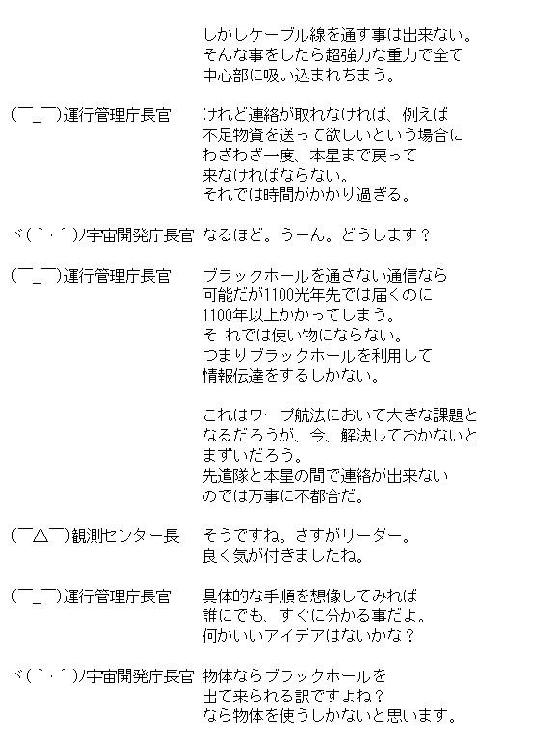 しかしケーブル線を通す事は出来ない。
そんな事をしたら超強力な重力で全て
中心部に吸い込まれちまう。
(￣_￣)運行管理庁長官 けれど連絡が取れなければ、例えば
不足物資を送って欲しいという場合に
わざわざ一度、本星まで戻って
来なければならない。
それでは時間がかかり過ぎる。
ヾ(｀･´)ﾉ宇宙開発庁長官 なるほど。うーん。どうします？
(￣_￣)運行管理庁長官 ブラックホールを通さない通信なら
可能だが1100光年先では届くのに
1100年以上かかってしまう。
それでは使い物にならない。
つまりブラックホールを利用して
情報伝達をするしかない。
これはワープ航法において大きな課題と
なるだろうが、今、解決しておかないと
まずいだろう。
先遣隊と本星の間で連絡が出来ない
のでは万事に不都合だ。
(￣△￣)観測センター長 そうですね。さすがリーダー。
良く気が付きましたね。
(￣_￣)運行管理庁長官 具体的な手順を想像してみれば
誰にでも、すぐに分かる事だよ。
何かいいアイデアはないかな？
ヾ(｀･´)ﾉ宇宙開発庁長官 物体ならブラックホールを
出て来られる訳ですよね？
なら物体を使うしかないと思います。